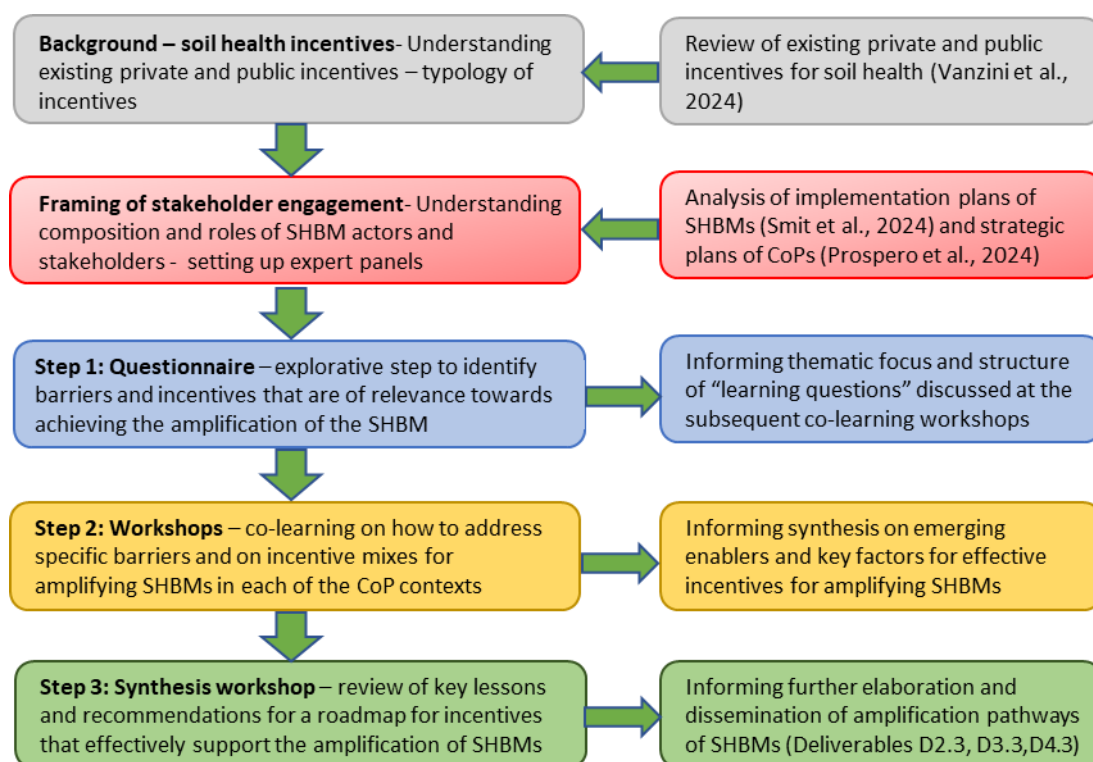 Background – soil health incentives- Understanding
existing private and public incentives – typology of
incentives
Review of existing private and public
incentives for soil health (Vanzini et al.,
2024)
Framing of stakeholder engagement- Understanding
composition and roles of SHBM actors and
stakeholders -  setting up expert panels
Analysis of implementation plans of
SHBMs (Smit et al., 2024) and strategic
plans of CoPs (Prospero et al., 2024)
Step 1: Questionnaire – explorative step to identify
barriers and incentives that are of relevance towards
achieving the amplification of the SHBM
Informing thematic focus and structure
of “learning questions” discussed at the
subsequent co-learning workshops
Step 2: Workshops – co-learning on how to address
specific barriers and on incentive mixes for
amplifying SHBMs in each of the CoP contexts
Informing synthesis on emerging
enablers and key factors for effective
incentives for amplifying SHBMs
Step 3: Synthesis workshop – review of key lessons
and recommendations for a roadmap for incentives
that effectively support the amplification of SHBMs
Informing further elaboration and
dissemination of amplification pathways
of SHBMs (Deliverables D2.3, D3.3,D4.3)